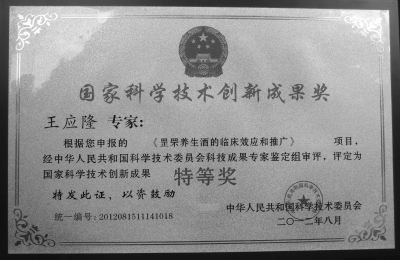 国家科学技术创新成果奖
王应隆 专家:
根据您申报的 《里荣养生酒的临床效应和推广》 项目,
经中华人民共和国科学技术委员会科技成果专家鉴定组审评，评定为
国家科学技术创新成果 特等奖
特发此证，以资鼓励
中华人民共和国科学技术委员会
统一编号: 2012081511141018
二〇一二年八月